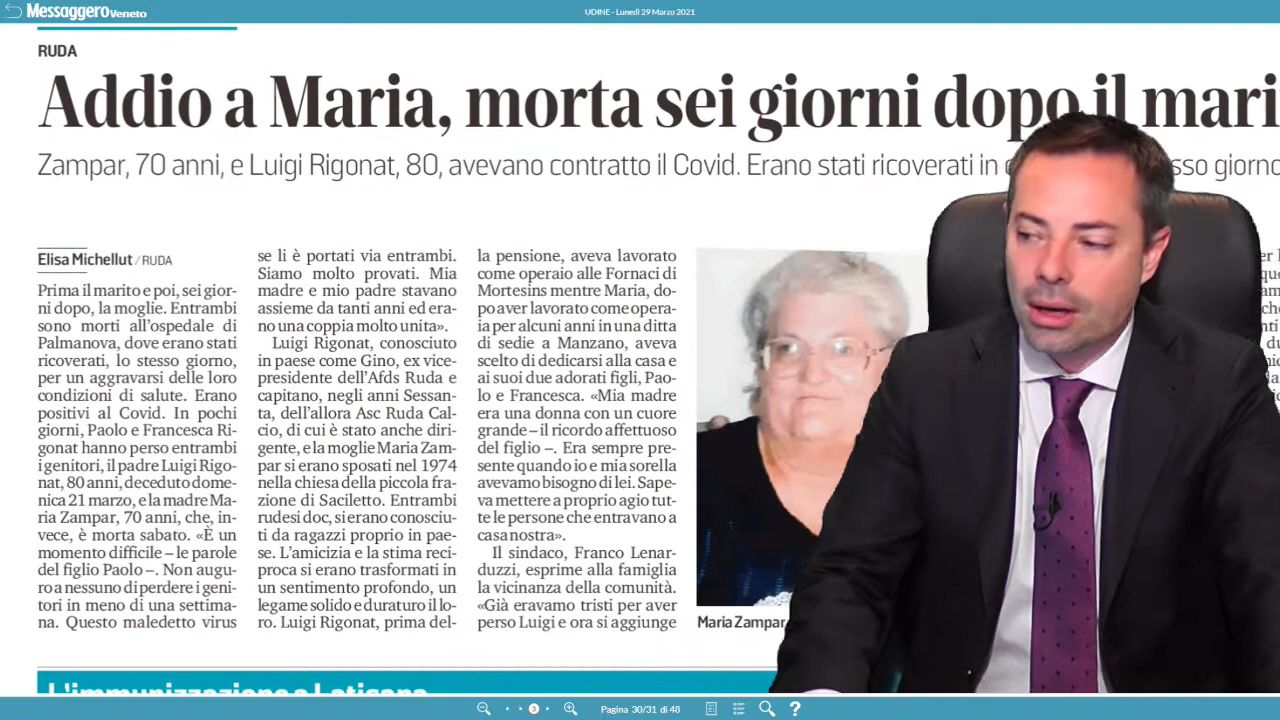 Messaggero Veneto
UDINE - Lunedì 29 Marzo 2021
RUDA
Addio a Maria, morta sei giorni dopo il mari
Zampar, 70 anni, e Luigi Rigonat, 80, avevano contratto il Covid. Erano stati ricoverati in
sso giorno
Elisa Michellut / RUDA
Prima il marito e poi, sei gior-
ni dopo, la moglie. Entrambi
sono morti all'ospedale di
Palmanova, dove erano stati
ricoverati, lo stesso giorno,
per un aggravarsi delle loro
condizioni di salute. Erano
positivi al Covid. In pochi
giorni, Paolo e Francesca Ri-
gonat hanno perso entrambi
i genitori, il padre Luigi Rigo-
nat, 80 anni, deceduto dome-
nica 21 marzo, e la madre Ma-
ria Zampar, 70 anni, che, in-
vece, è morta sabato. «È un
momento difficile – le parole
del figlio Paolo –. Non augu-
ro a nessuno di perdere i geni-
tori in meno di una settima-
na. Questo maledetto virus
se li è portati via entrambi.
Siamo molto provati. Mia
madre e mio padre stavano
assieme da tanti anni ed era-
no una coppia molto unita».
Luigi Rigonat, conosciuto
in paese come Gino, ex vice-
presidente dell'Afds Ruda e
capitano, negli anni Sessan-
ta, dell'allora Asc Ruda Cal-
cio, di cui è stato anche diri-
gente, e la moglie Maria Zam-
par si erano sposati nel 1974
nella chiesa della piccola fra-
zione di Saciletto. Entrambi
rudesi doc, si erano conosciu-
ti da ragazzi proprio in pae-
se. L'amicizia e la stima reci-
proca si erano trasformati in
un sentimento profondo, un
legame solido e duraturo il lo-
ro. Luigi Rigonat, prima del-
la pensione, aveva lavorato
come operaio alle Fornaci di
Mortesins mentre Maria, do-
po aver lavorato come opera-
ia per alcuni anni in una ditta
di sedie a Manzano, aveva
scelto di dedicarsi alla casa e
ai suoi due adorati figli, Pao-
lo e Francesca. «Mia madre
era una donna con un cuore
grande – il ricordo affettuoso
del figlio –. Era sempre pre-
sente quando io e mia sorella
avevamo bisogno di lei. Sape-
va mettere a proprio agio tut-
te le persone che entravano a
casa nostra».
Il sindaco, Franco Lenar-
duzzi, esprime alla famiglia
la vicinanza della comunità.
«Già eravamo tristi per aver
perso Luigi e ora si aggiunge
Maria Zampar
L'immunizzazione a Latisana
3
Pagina 30/31 di 48
?